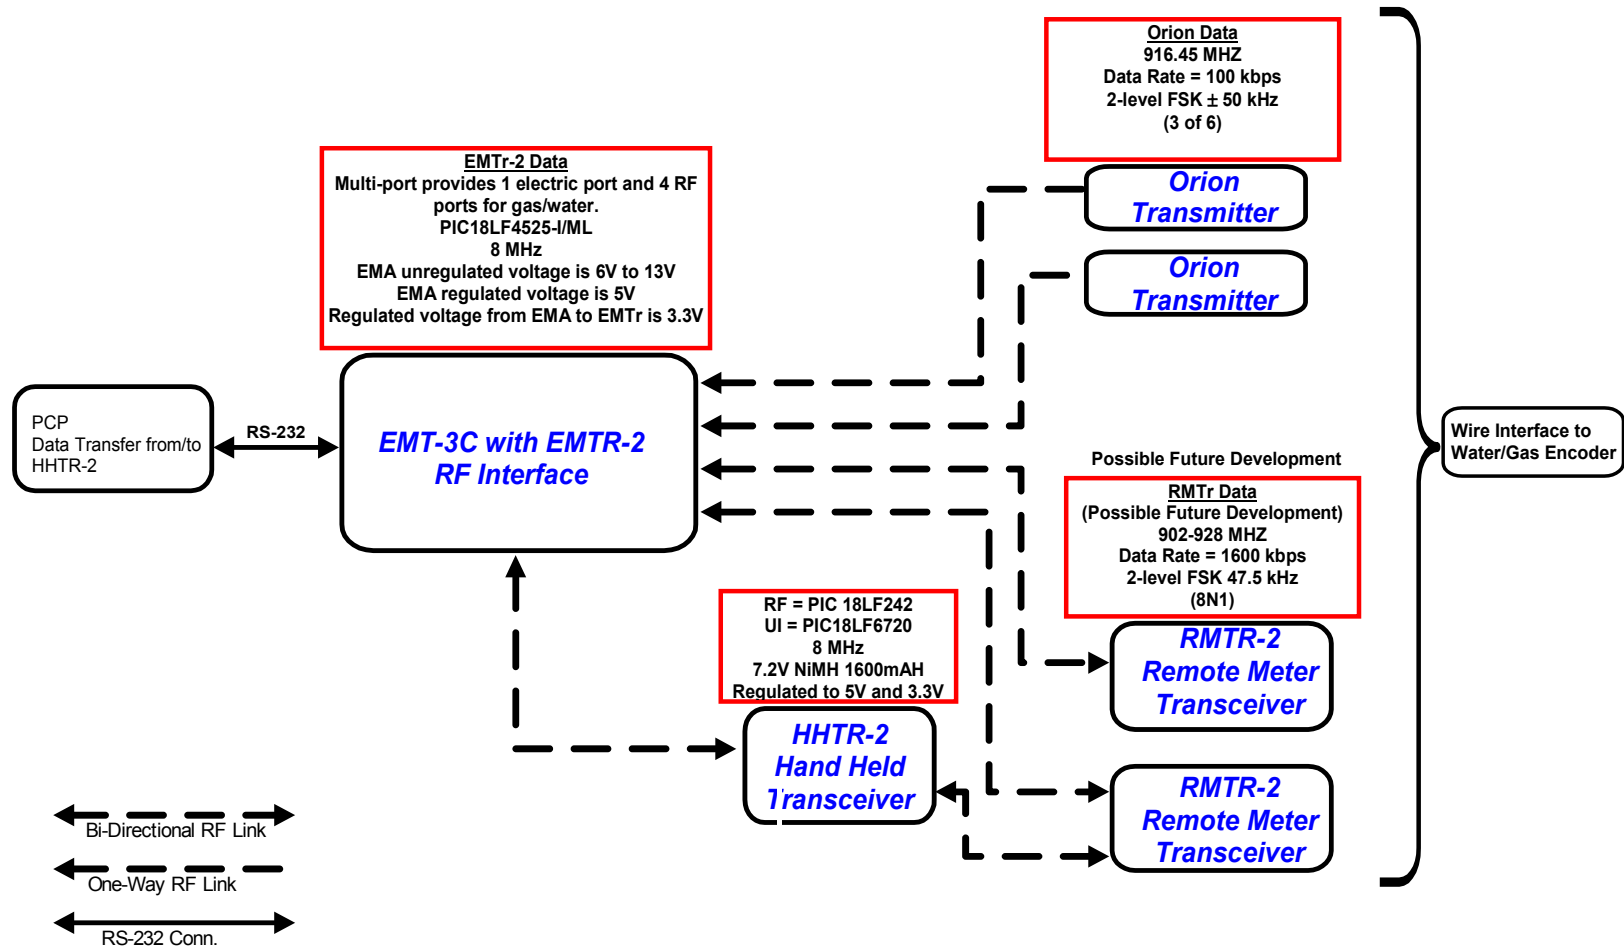 Orion Data
916.45 MHZ
Data Rate = 100 kbps
2-level FSK ± 50 kHz
(3 of 6)
EMTr-2 Data
Multi-port provides 1 electric port and 4 RF
ports for gas/water.
PIC18LF4525-I/ML
8 MHz
EMA unregulated voltage is 6V to 13V
EMA regulated voltage is 5V
Regulated voltage from EMA to EMTr is 3.3V
Orion
Transmitter
Orion
Transmitter
PCP
Data Transfer from/to
HHTR-2
RS-232
EMT-3C with EMTR-2
RF Interface
Wire Interface to
Water/Gas Encoder
Possible Future Development
RMTr Data
(Possible Future Development)
902-928 MHZ
Data Rate = 1600 kbps
2-level FSK 47.5 kHz
(8N1)
RF = PIC 18LF242
UI = PIC18LF6720
8 MHz
7.2V NiMH 1600mAH
Regulated to 5V and 3.3V
RMTR-2
Remote Meter
Transceiver
HHTR-2
Hand Held
Transceiver
RMTR-2
Remote Meter
Transceiver
Bi-Directional RF Link
One-Way RF Link
RS-232 Conn.